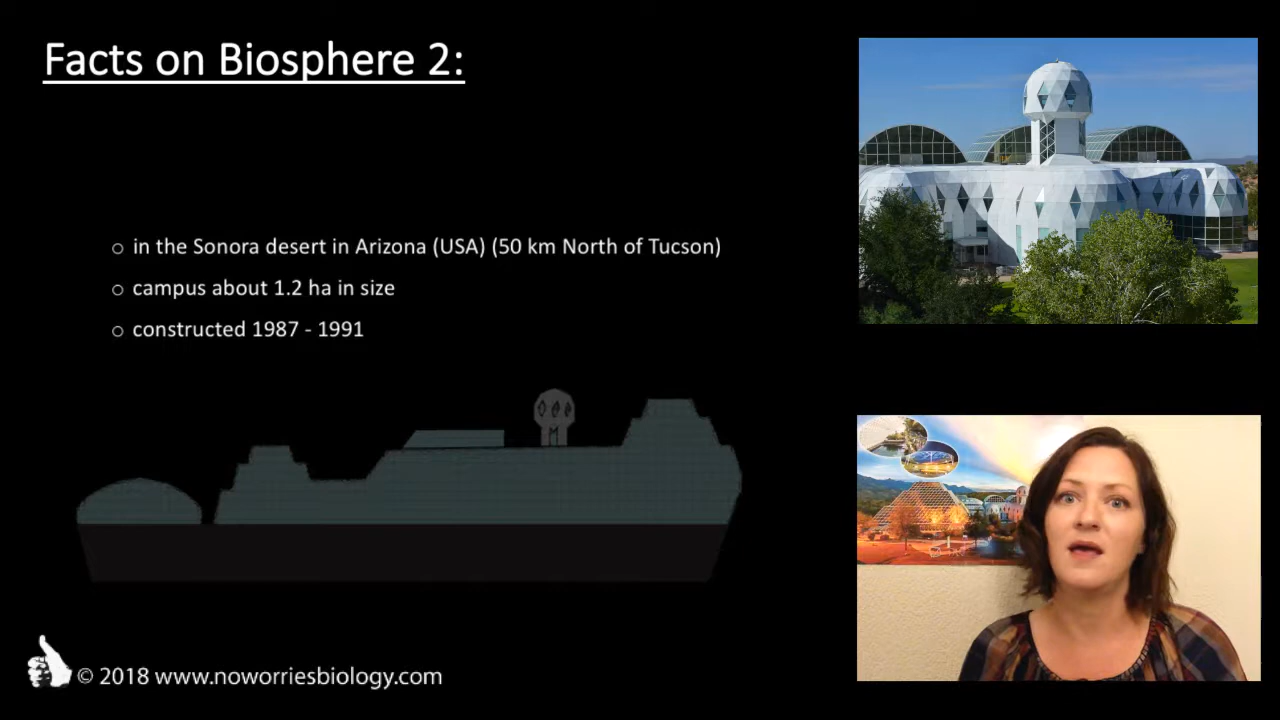 Facts on Biosphere 2:
○ in the Sonora desert in Arizona (USA) (50 km North of Tucson)
○ campus about 1.2 ha in size
○ constructed 1987 - 1991
© 2018 www.noworriesbiology.com